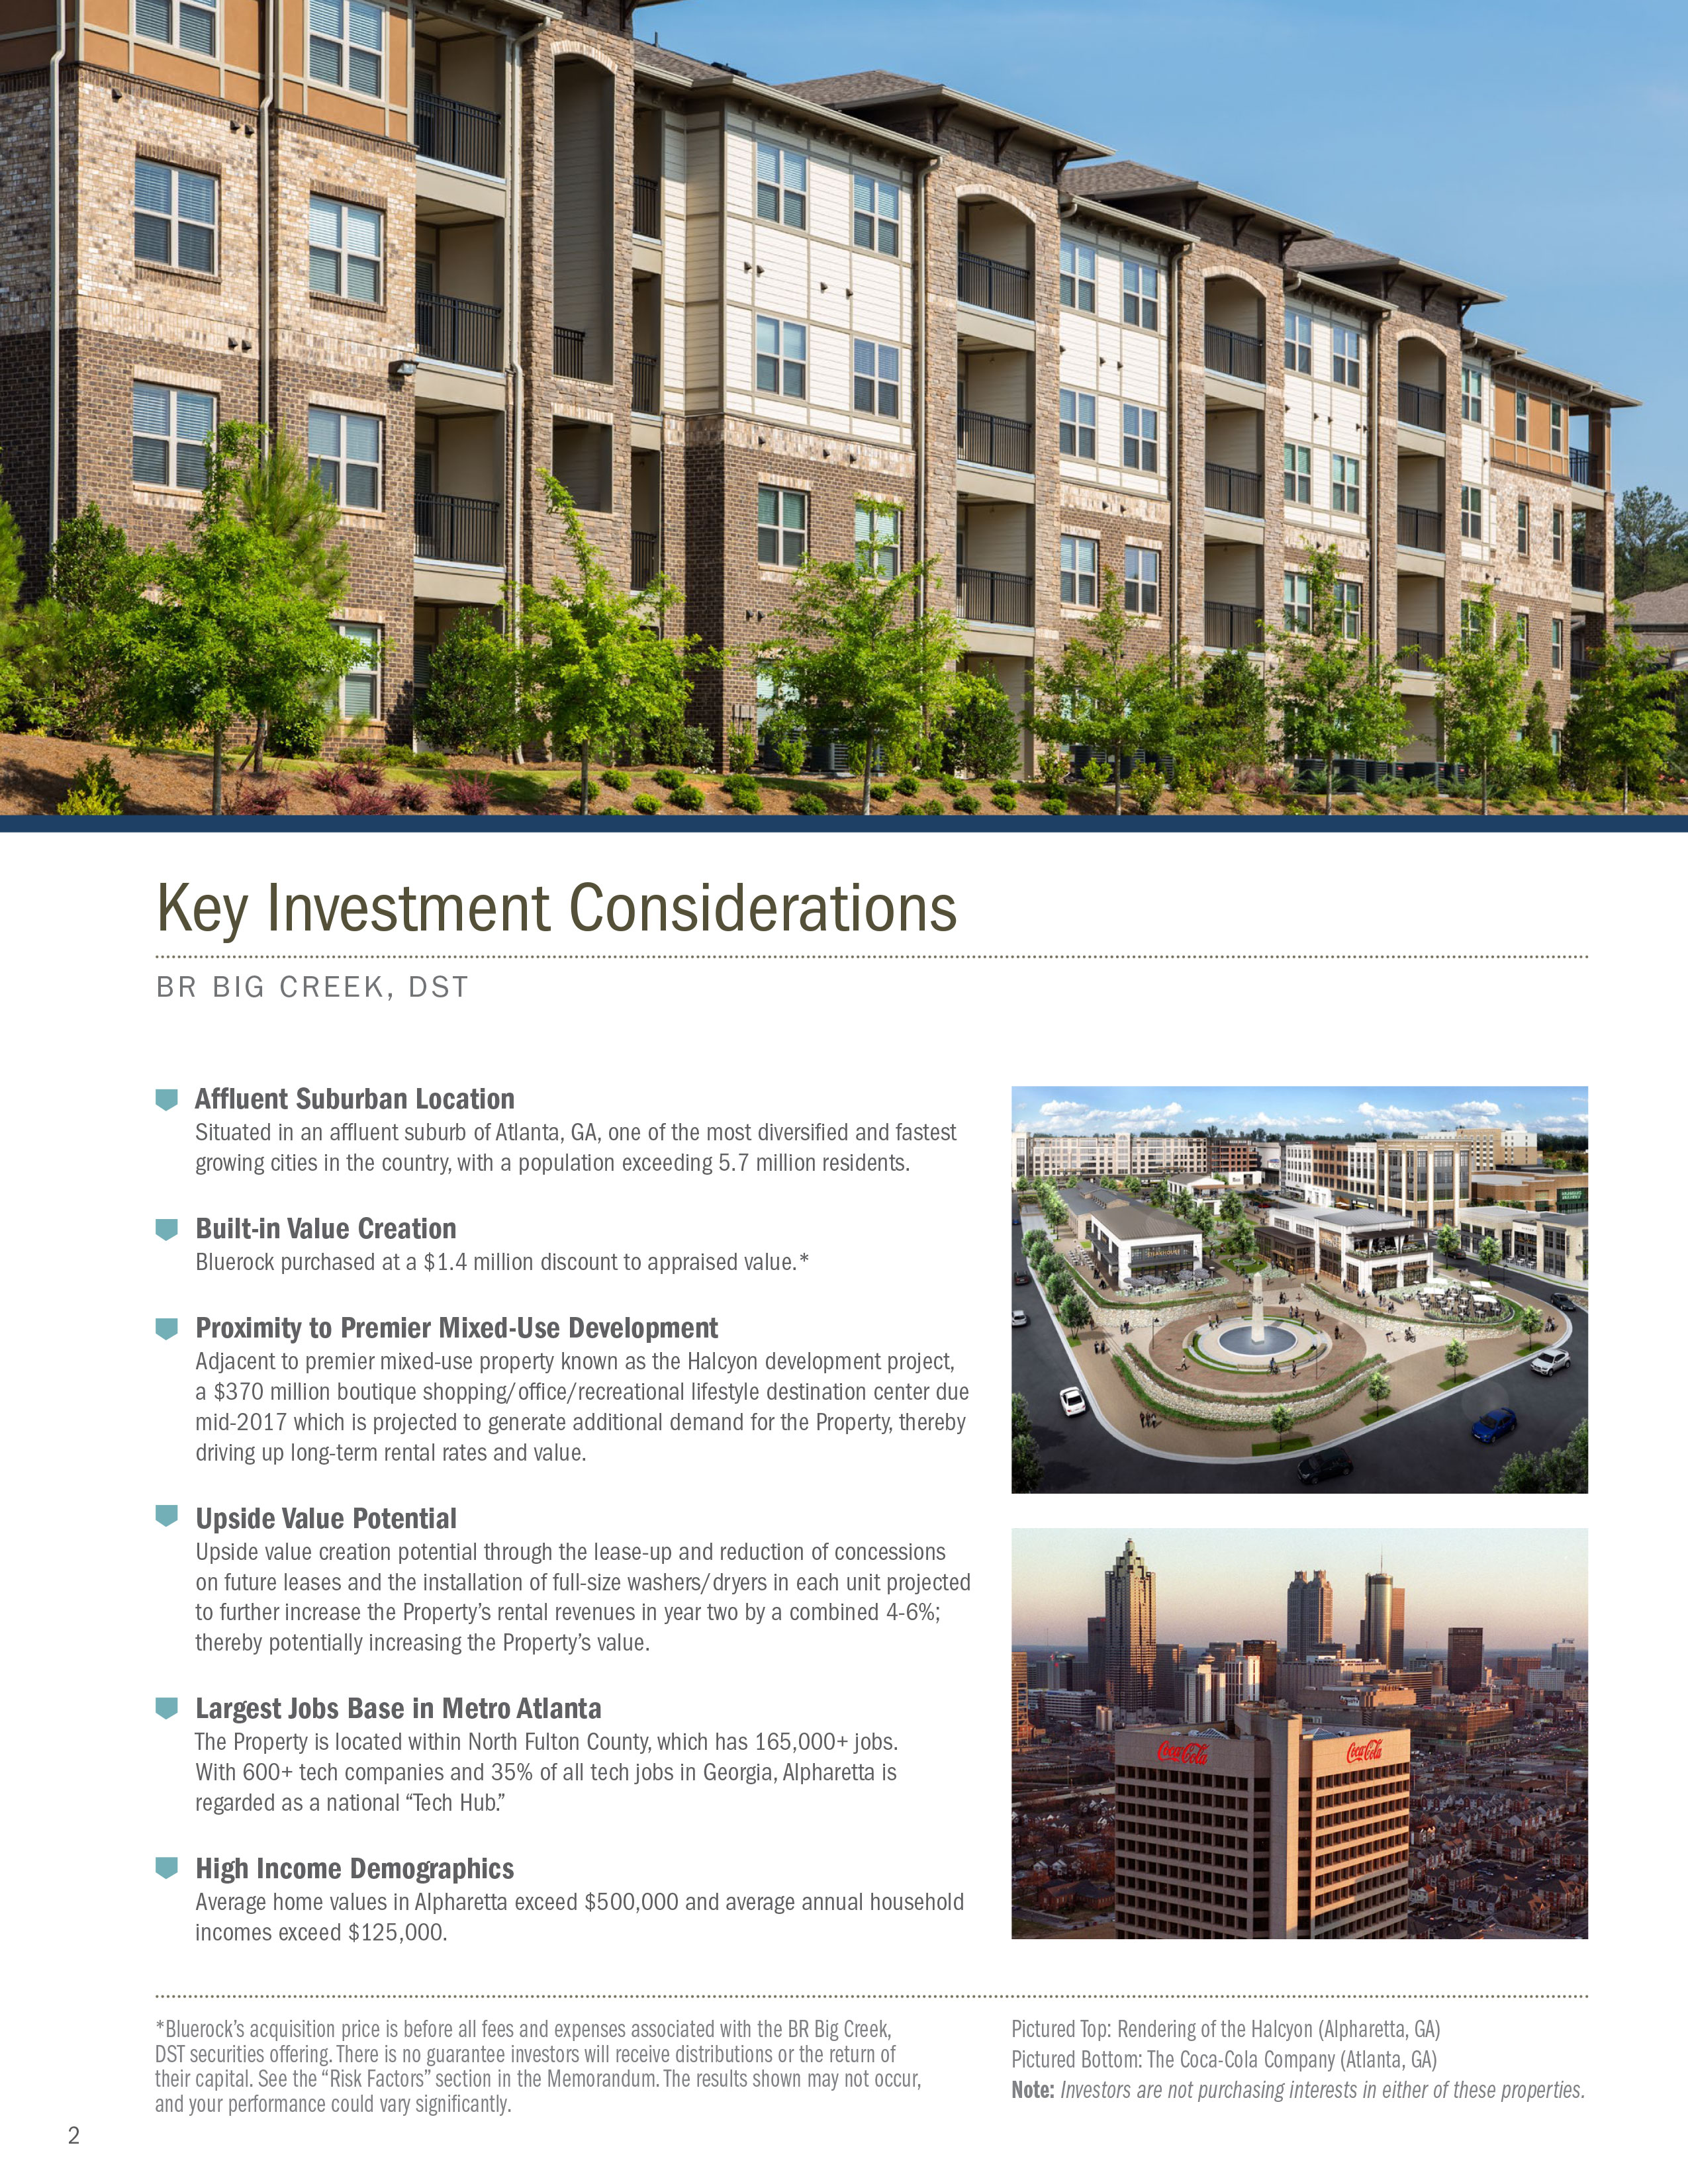 Key Investment Considerations
BR BIG CREEK, DST
Affluent Suburban Location
Situated in an affluent suburb of Atlanta, GA, one of the most diversified and fastest
growing cities in the country, with a population exceeding 5.7 million residents.
Built-in Value Creation
Bluerock purchased at a $1.4 million discount to appraised value.*
Proximity to Premier Mixed-Use Development
Adjacent to premier mixed-use property known as the Halcyon development project,
a $370 million boutique shopping/office/recreational lifestyle destination center due
mid-2017 which is projected to generate additional demand for the Property, thereby
driving up long-term rental rates and value.
Upside Value Potential
Upside value creation potential through the lease-up and reduction of concessions
on future leases and the installation of full-size washers/dryers in each unit projected
to further increase the Property’s rental revenues in year two by a combined 4-6%;
thereby potentially increasing the Property’s value.
Largest Jobs Base in Metro Atlanta
The Property is located within North Fulton County, which has 165,000+ jobs.
With 600+ tech companies and 35% of all tech jobs in Georgia, Alpharetta is
regarded as a national “Tech Hub.”
High Income Demographics
Average home values in Alpharetta exceed $500,000 and average annual household
incomes exceed $125,000.
Coca-Cola
Coca-Cola
*Bluerock’s acquisition price is before all fees and expenses associated with the BR Big Creek,
DST securities offering. There is no guarantee investors will receive distributions or the return of
their capital. See the “Risk Factors” section in the Memorandum. The results shown may not occur,
and your performance could vary significantly.
Pictured Top: Rendering of the Halcyon (Alpharetta, GA)
Pictured Bottom: The Coca-Cola Company (Atlanta, GA)
Note: Investors are not purchasing interests in either of these properties.
2